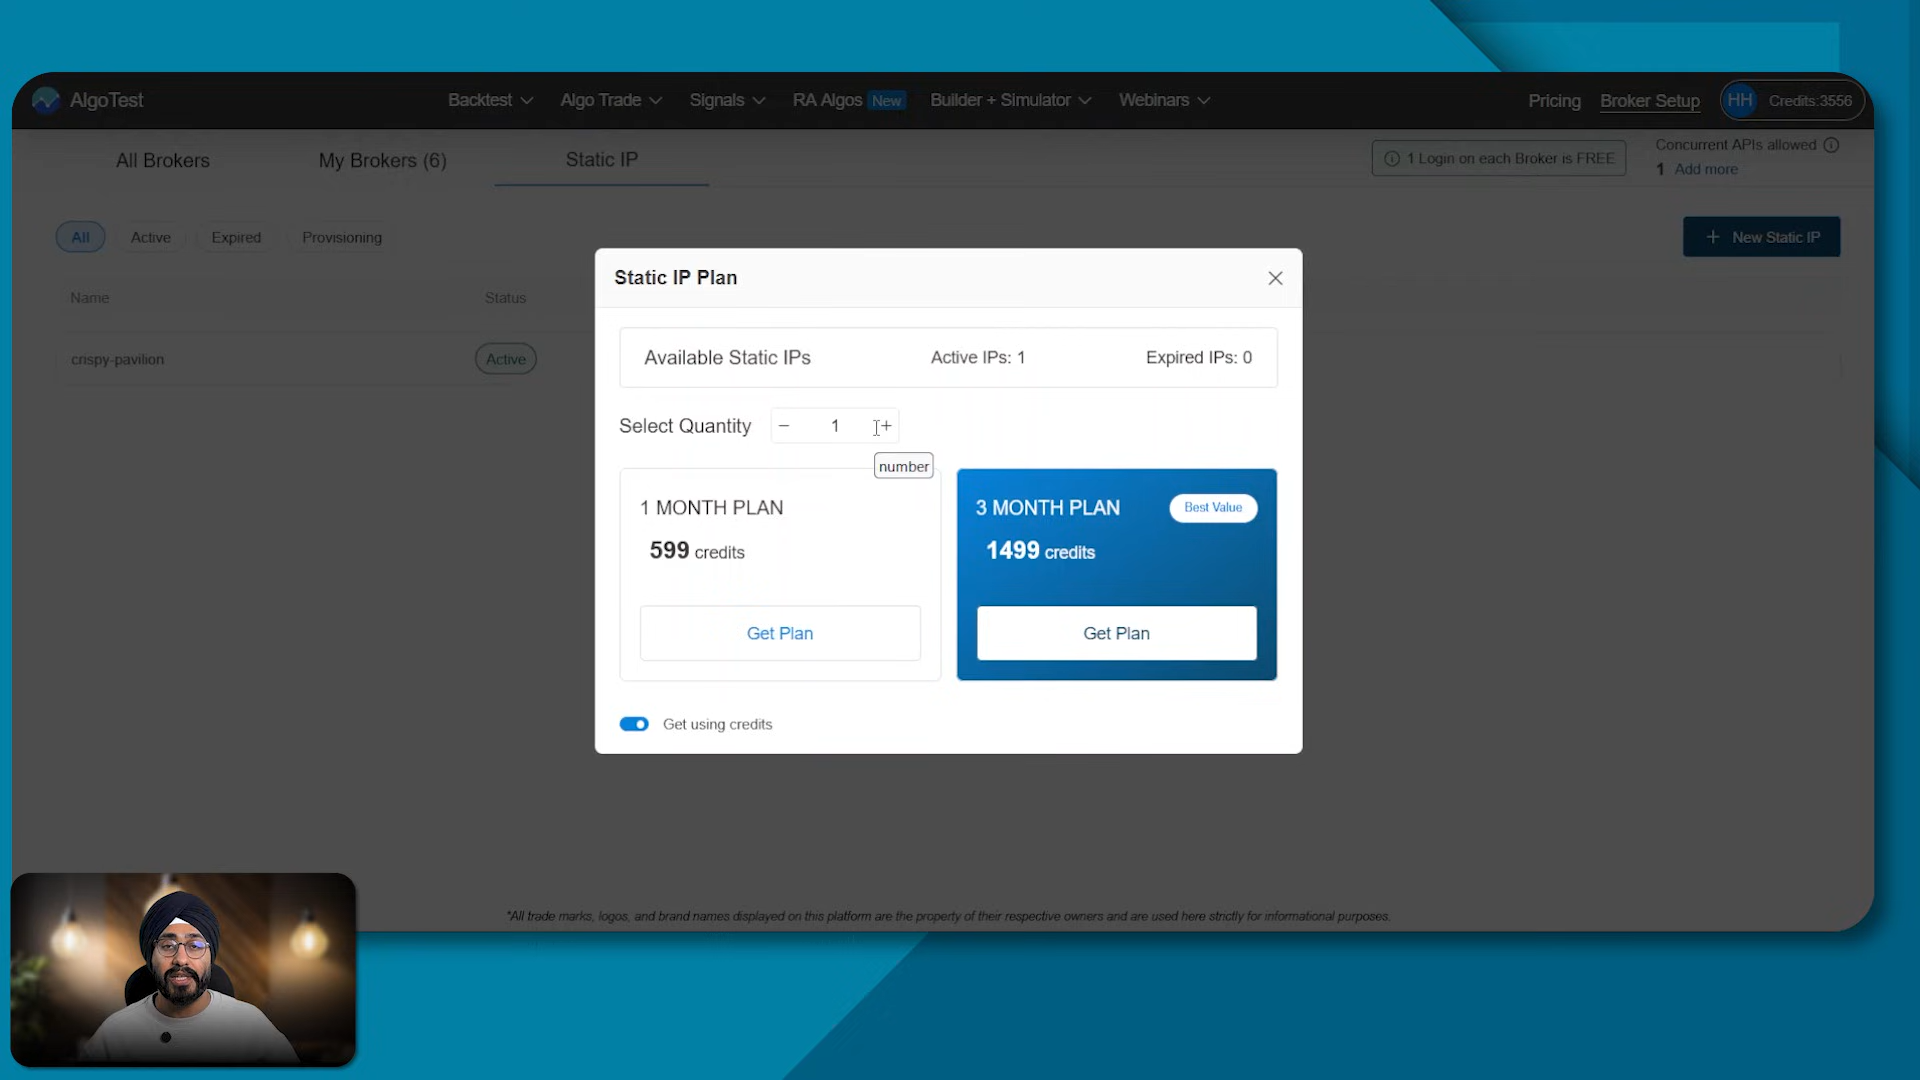 AlgoTest
Backtest
Algo Trade
Signals
RA Algos New
Builder + Simulator
Webinars
Pricing
Broker Setup
HH
Credits:3556
All Brokers
My Brokers (6)
Static IP
1 Login on each Broker is FREE
Concurrent APIs allowed
1 Add more
All
Active
Expired
Provisioning
+ New Static IP
Name
Status
crispy-pavilion
Active
Static IP Plan
Available Static IPs
Active IPs: 1
Expired IPs: 0
Select Quantity
− 1 +
number
1 MONTH PLAN
599 credits
Get Plan
3 MONTH PLAN
Best Value
1499 credits
Get Plan
Get using credits
*All trade marks, logos, and brand names displayed on this platform are the property of their respective owners and are used here strictly for informational purposes.